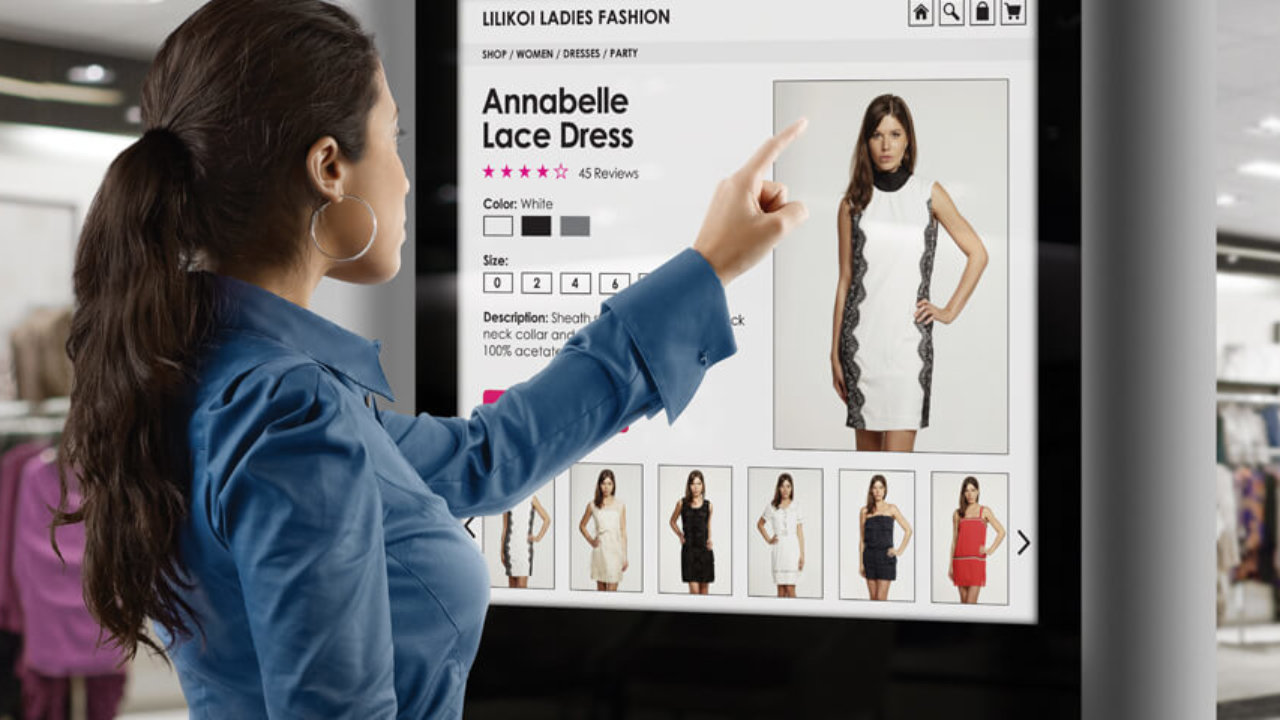 LILIKOI LADIES FASHION
SHOP / WOMEN / DRESSES / PARTY
Annabelle
Lace Dress
45 Reviews
Color: White
Size:
0 2 4 6
Description: Sheath
neck collar and
100%